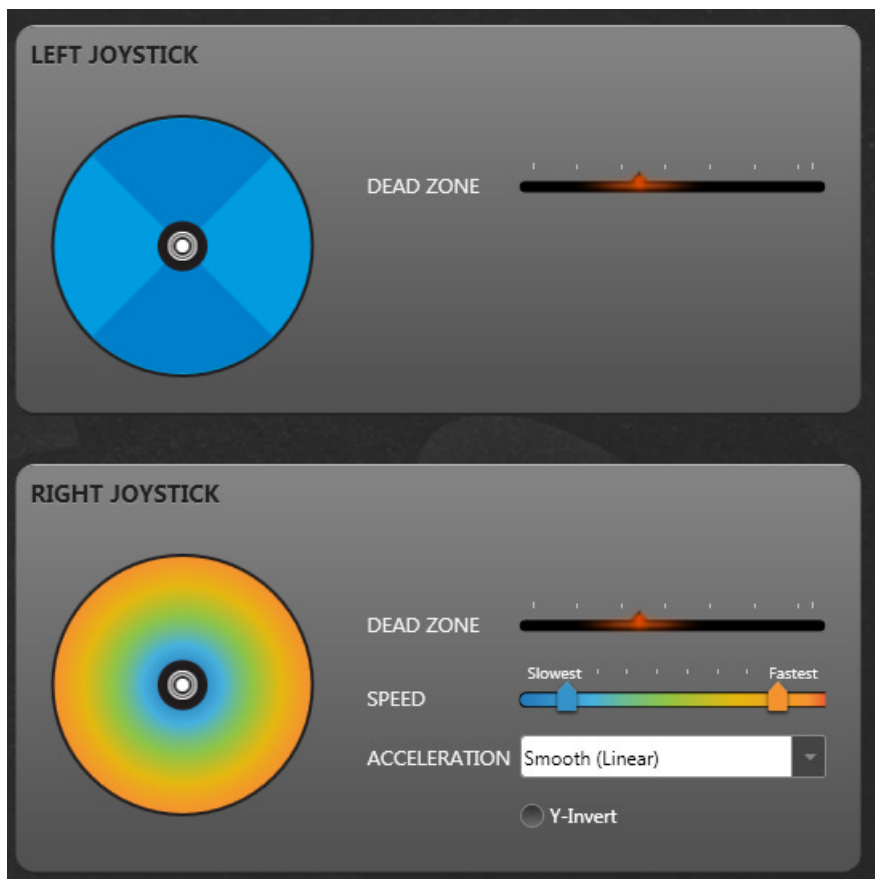 LEFT JOYSTICK
DEAD ZONE
RIGHT JOYSTICK
DEAD ZONE
Slowest Fastest
SPEED
ACCELERATION Smooth (Linear)
Y-Invert